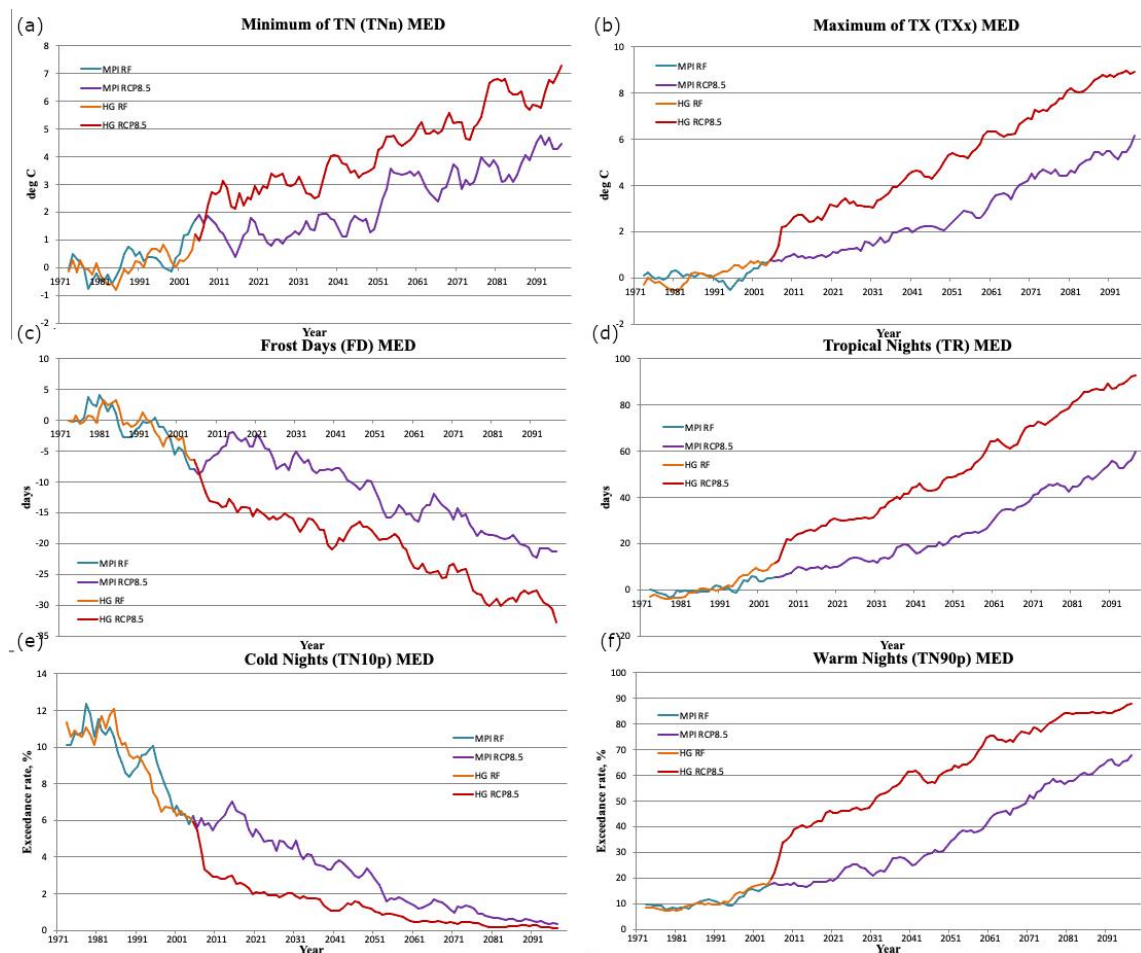 (a)
Minimum of TN (TNn) MED
8
7
6
5
4
3
2
1
0
-1
-2
deg C
MPI RF
MPI RCP8.5
HG RF
HG RCP8.5
1971 1981 1991 2001 2011 2021 2031 2041 2051 2061 2071 2081 2091
Year
(b)
Maximum of TX (TXx) MED
10
8
6
4
2
0
-2
deg C
MPI RF
MPI RCP8.5
HG RF
HG RCP8.5
1971 1981 1991 2001 2011 2021 2031 2041 2051 2061 2071 2081 2091
Year
(c)
Frost Days (FD) MED
10
5
0
-5
-10
-15
-20
-25
-30
-35
days
1971 1981 1991 2001 2011 2021 2031 2041 2051 2061 2071 2081 2091
MPI RF
MPI RCP8.5
HG RF
HG RCP8.5
Year
(d)
Tropical Nights (TR) MED
100
80
60
40
20
0
-20
days
MPI RF
MPI RCP8.5
HG RF
HG RCP8.5
1971 1981 1991 2001 2011 2021 2031 2041 2051 2061 2071 2081 2091
Year
(e)
Cold Nights (TN10p) MED
14
12
10
8
6
4
2
0
Exceedance rate, %
MPI RF
MPI RCP8.5
HG RF
HG RCP8.5
1971 1981 1991 2001 2011 2021 2031 2041 2051 2061 2071 2081 2091
Year
(f)
Warm Nights (TN90p) MED
100
90
80
70
60
50
40
30
20
10
0
Exceedance rate, %
MPI RF
MPI RCP8.5
HG RF
HG RCP8.5
1971 1981 1991 2001 2011 2021 2031 2041 2051 2061 2071 2081 2091
Year